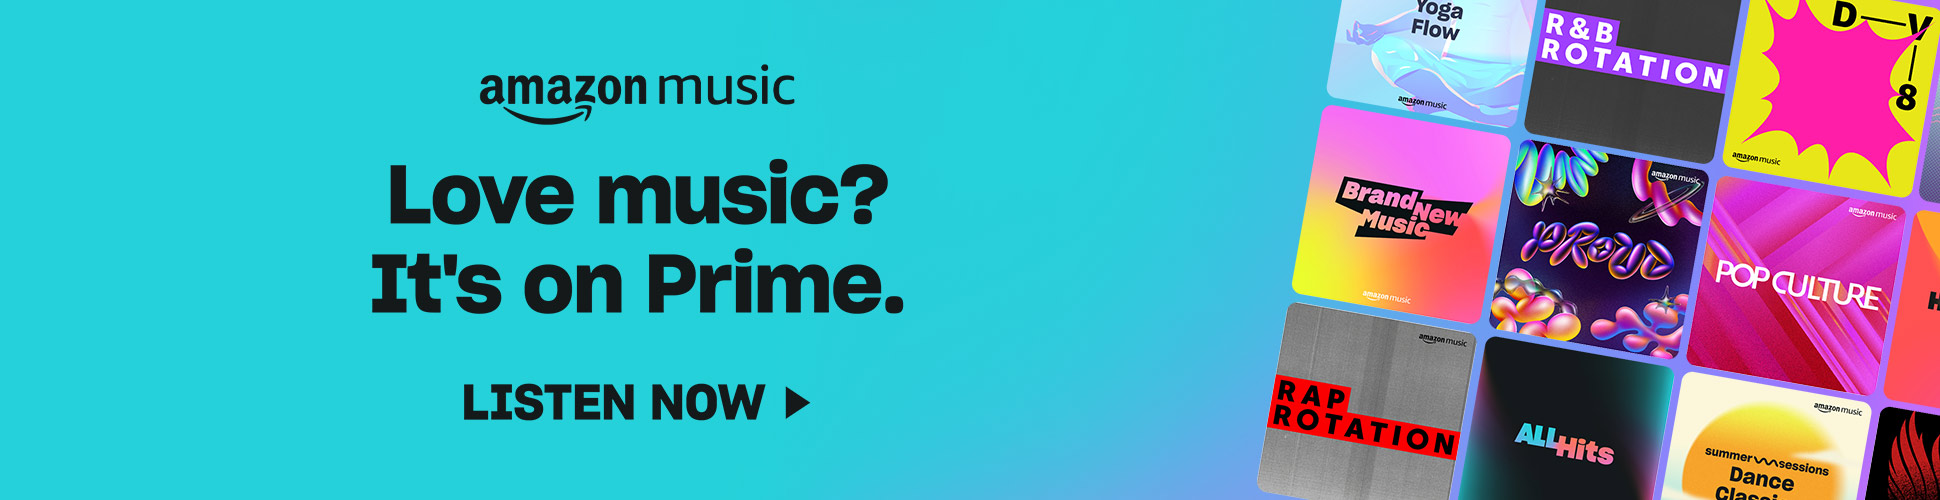 amazon music
Love music?
It's on Prime.
LISTEN NOW
Yoga
Flow
amazon music
R&B
ROTATION
D—V
8
amazon music
Brand New
Music
amazon music
amazon music
PROUD
amazon music
POP CULTURE
amazon music
RAP
ROTATION
ALL Hits
amazon music
summer sessions
Dance